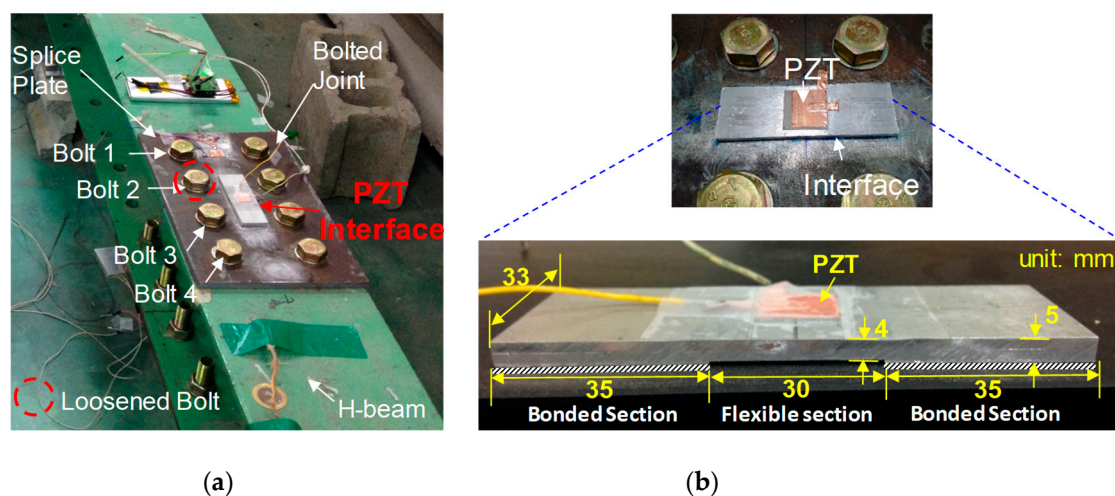 Splice
Plate
Bolted
Joint
Bolt 1
Bolt 2
PZT
Interface
Bolt 3
Bolt 4
Loosened Bolt
H-beam
(a)
PZT
Interface
unit: mm
33
PZT
4
5
35
30
35
Bonded Section
Flexible section
Bonded Section
(b)